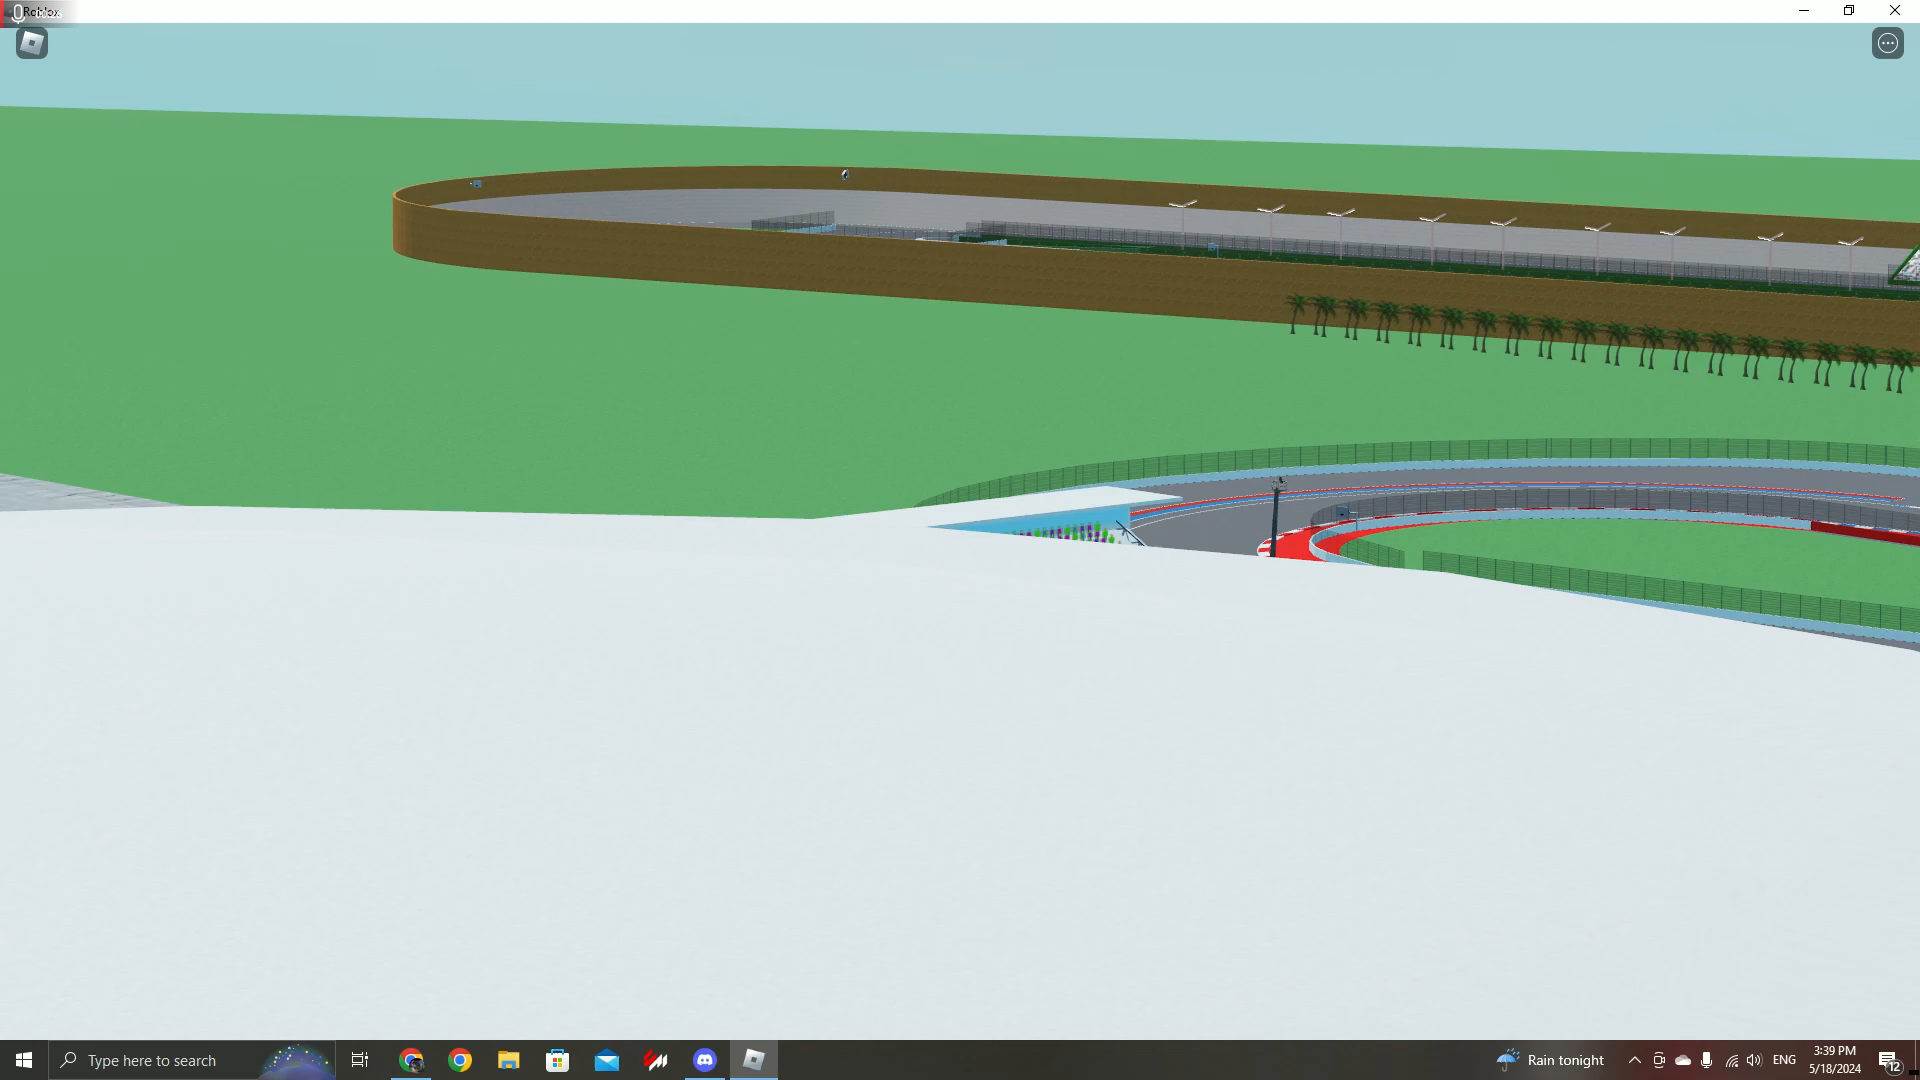 Roblox
Type here to search
Rain tonight
ENG
3:39 PM
5/18/2024
12